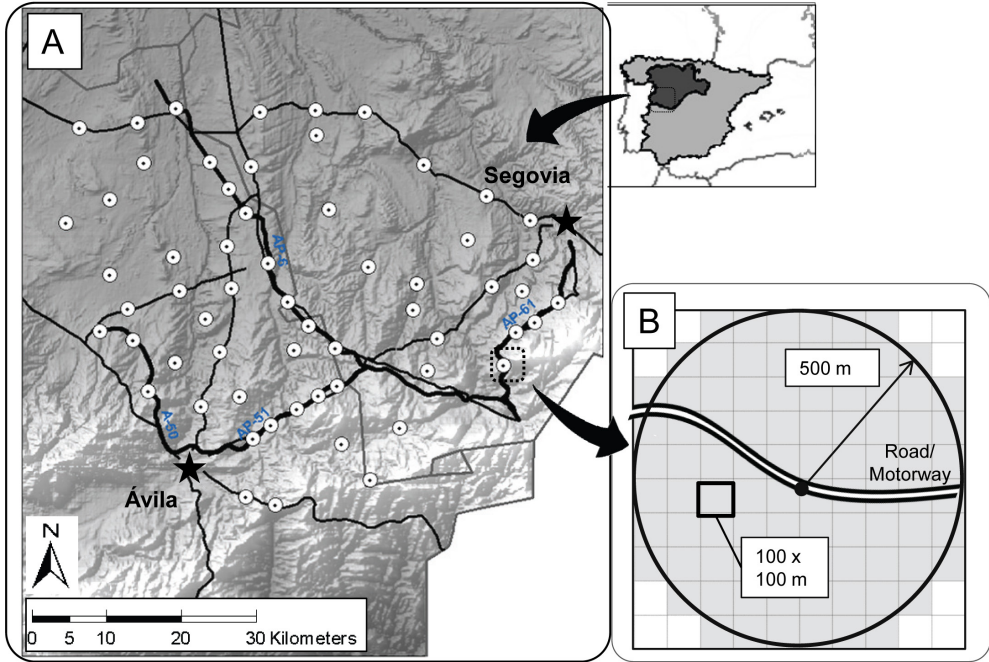 A
Segovia
AP-6
AP-61
A-50
AP-51
Ávila
N
0 5 10 20 30 Kilometers
B
500 m
Road/
Motorway
100 x
100 m